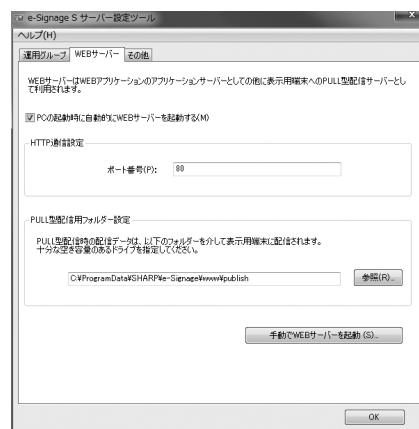 e-Signage S サーバー設定ツール
ヘルプ(H)
運用グループ WEBサーバー その他
WEBサーバーはWEBアプリケーションのアプリケーションサーバーとしての他に表示用端末へのPULL型配信サーバーとし
て利用されます。
PCの起動時に自動的にWEBサーバーを起動する(M)
HTTP通信設定
ポート番号(P): 80
PULL型配信用フォルダー設定
PULL型配信時の配信データは、以下のフォルダーを介して表示用端末に配信されます。
十分な空き容量のあるドライブを指定してください。
C:¥ProgramData¥SHARP¥e-Signage¥www¥publish 参照(R)...
手動でWEBサーバーを起動 (S)...
OK